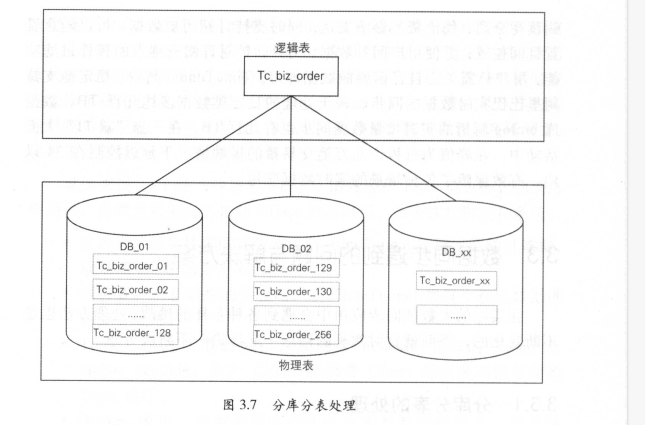 逻辑表
Tc_biz_order
DB_01
Tc_biz_order_01
Tc_biz_order_02
......
Tc_biz_order_128
DB_02
Tc_biz_order_129
Tc_biz_order_130
......
Tc_biz_order_256
DB_xx
Tc_biz_order_xx
......
物理表
图 3.7 分库分表处理